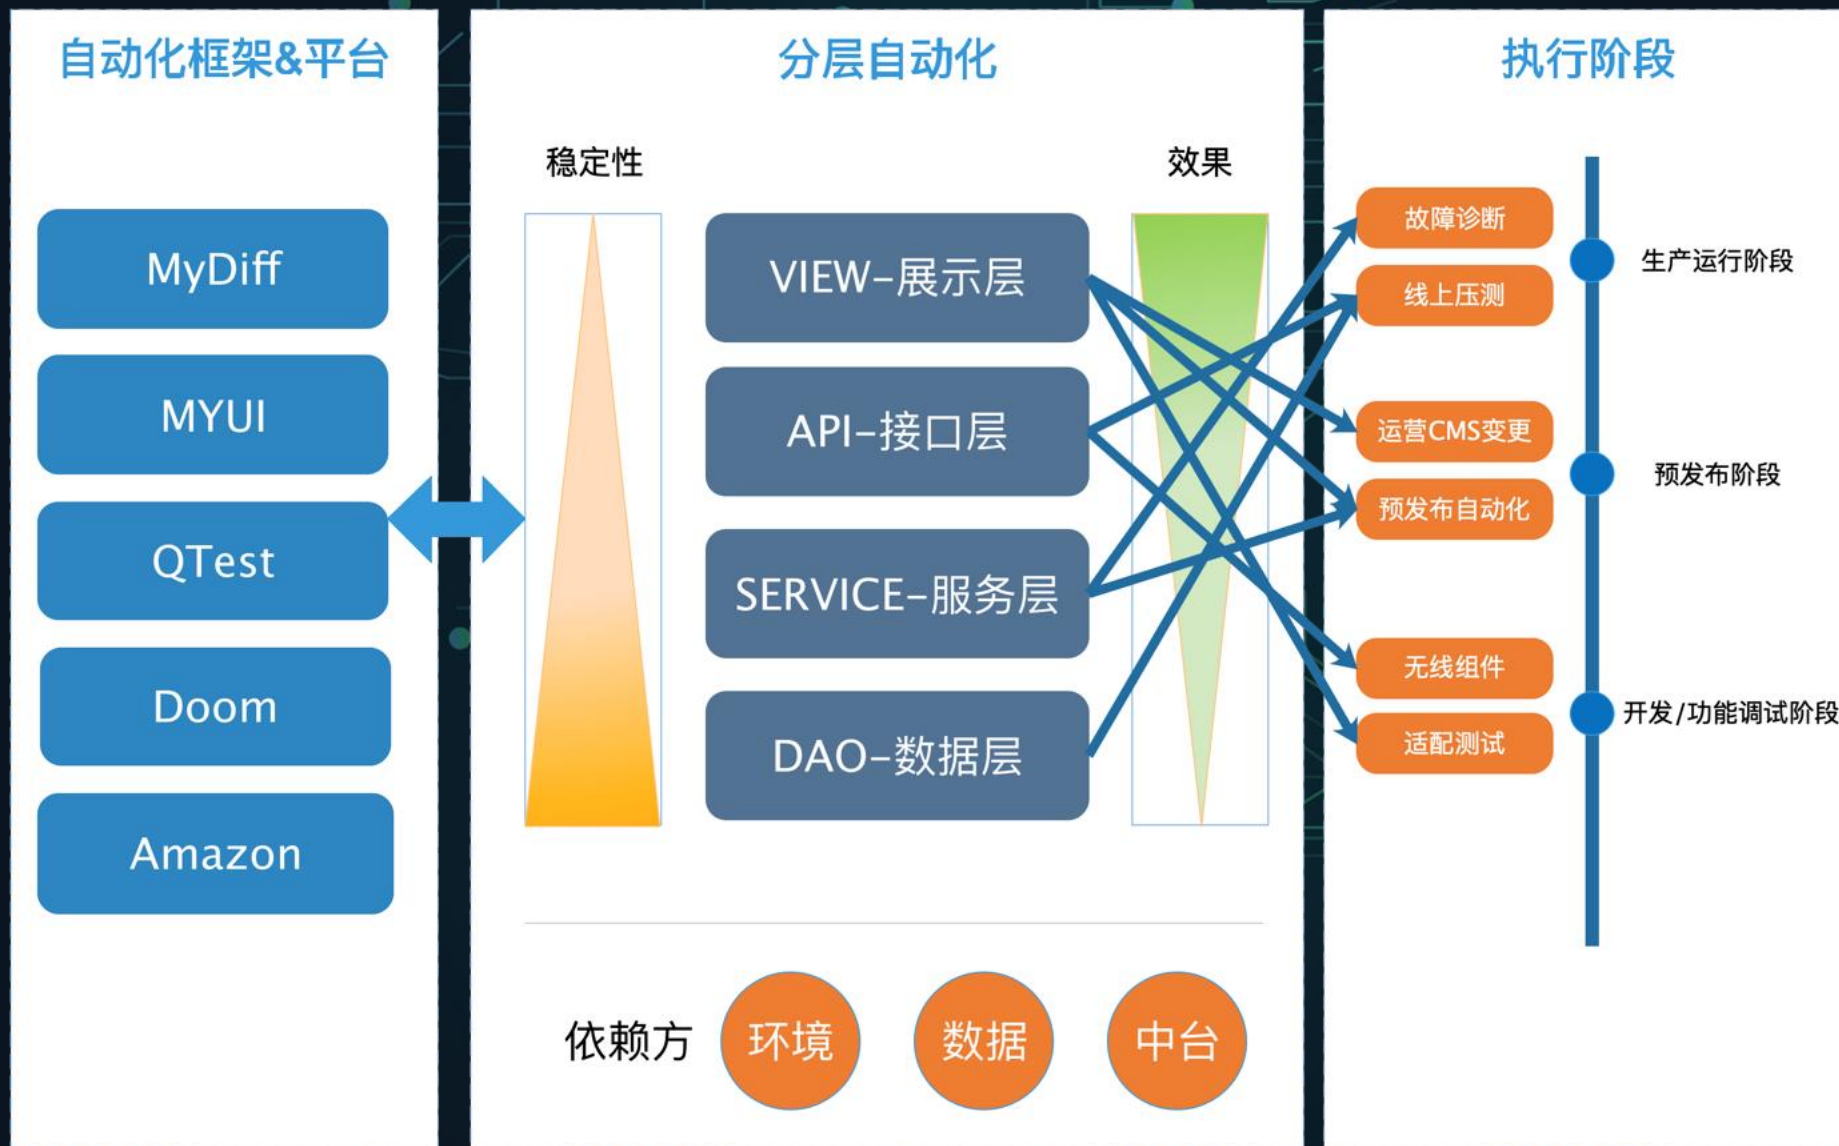 自动化框架&平台
MyDiff
MYUI
QTest
Doom
Amazon
分层自动化
稳定性
效果
VIEW-展示层
API-接口层
SERVICE-服务层
DAO-数据层
依赖方
环境
数据
中台
执行阶段
故障诊断
线上压测
生产运行阶段
运营CMS变更
预发布自动化
预发布阶段
无线组件
适配测试
开发/功能调试阶段